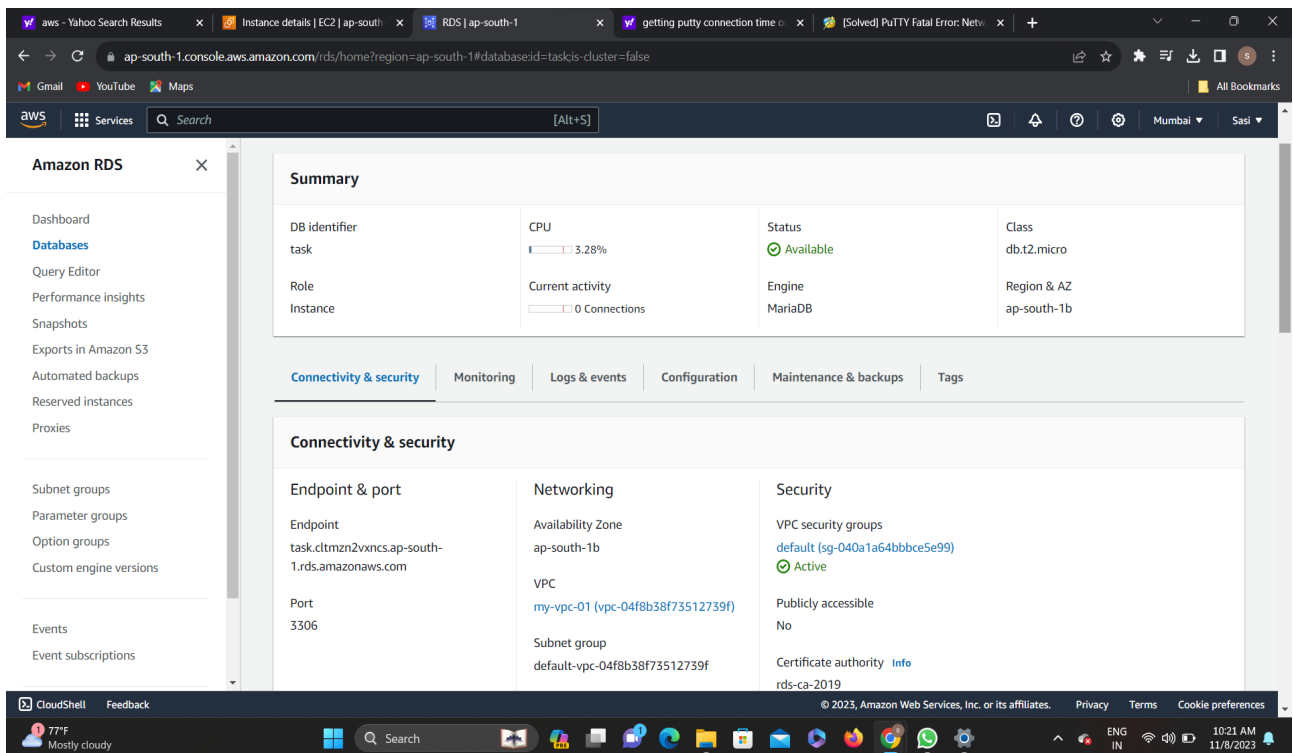 aws - Yahoo Search Results
Instance details | EC2 | ap-south
RDS | ap-south-1
getting putty connection time o
[Solved] PuTTY Fatal Error: Netw
ap-south-1.console.aws.amazon.com/rds/home?region=ap-south-1#database:id=task;is-cluster=false
S
Gmail
YouTube
Maps
All Bookmarks
aws
Services
Search
[Alt+S]
Mumbai ▼
Sasi ▼
Amazon RDS
Dashboard
Databases
Query Editor
Performance insights
Snapshots
Exports in Amazon S3
Automated backups
Reserved instances
Proxies
Subnet groups
Parameter groups
Option groups
Custom engine versions
Events
Event subscriptions
Summary
DB identifier
task
CPU
3.28%
Status
Available
Class
db.t2.micro
Role
Instance
Current activity
0 Connections
Engine
MariaDB
Region & AZ
ap-south-1b
Connectivity & security
Monitoring
Logs & events
Configuration
Maintenance & backups
Tags
Connectivity & security
Endpoint & port
Endpoint
task.cltmzn2vxncs.ap-south-
1.rds.amazonaws.com
Port
3306
Networking
Availability Zone
ap-south-1b
VPC
my-vpc-01 (vpc-04f8b38f73512739f)
Subnet group
default-vpc-04f8b38f73512739f
Security
VPC security groups
default (sg-040a1a64bbbce5e99)
Active
Publicly accessible
No
Certificate authority Info
rds-ca-2019
CloudShell
Feedback
© 2023, Amazon Web Services, Inc. or its affiliates.
Privacy
Terms
Cookie preferences
1
77°F
Mostly cloudy
Search
PRE
ENG
IN
10:21 AM
11/8/2023